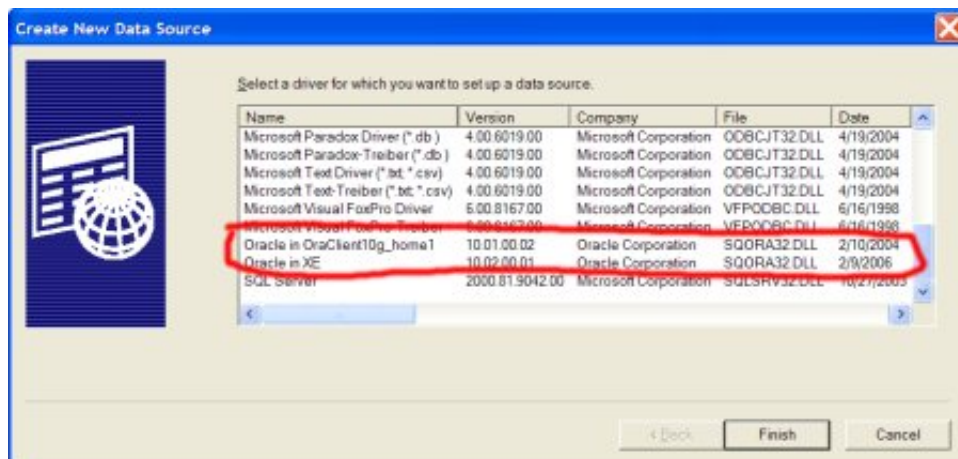 Create New Data Source
Select a driver for which you want to set up a data source.
Name Version Company File Date
Microsoft Paradox Driver (*.db ) 4.00.6019.00 Microsoft Corporation ODBCJT32.DLL 4/19/2004
Microsoft Paradox-Treiber (*.db ) 4.00.6019.00 Microsoft Corporation ODBCJT32.DLL 4/19/2004
Microsoft Text Driver (*.txt; *.csv) 4.00.6019.00 Microsoft Corporation ODBCJT32.DLL 4/19/2004
Microsoft Text-Treiber (*.txt; *.csv) 4.00.6019.00 Microsoft Corporation ODBCJT32.DLL 4/19/2004
Microsoft Visual FoxPro Driver 6.00.8167.00 Microsoft Corporation VFPODBC.DLL 6/16/1998
Microsoft Visual FoxPro-Treiber 6.00.8167.00 Microsoft Corporation VFPODBC.DLL 6/16/1998
Oracle in OraClient10g_home1 10.01.00.02 Oracle Corporation SQORA32.DLL 2/10/2004
Oracle in XE 10.02.00.01 Oracle Corporation SQORA32.DLL 2/9/2006
SQL Server 2000.81.9042.00 Microsoft Corporation SQLSRV32.DLL 10/27/2003
< Back Finish Cancel